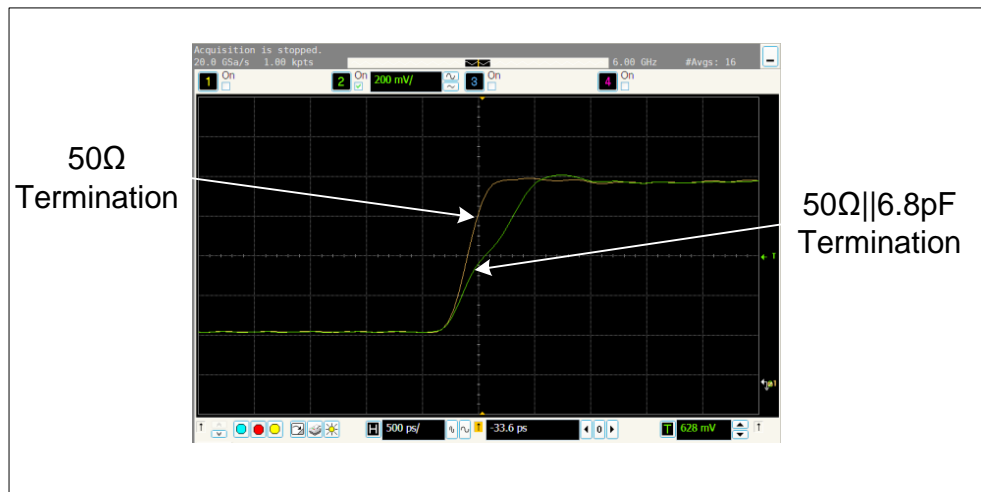 Acquisition is stopped.
20.0 GSa/s 1.00 kpts 6.00 GHz #Avgs: 16
1 On 2 On 200 mV/ 3 On 4 On
50Ω
Termination
50Ω||6.8pF
Termination
T
H 500 ps/ -33.6 ps 0 T 628 mV